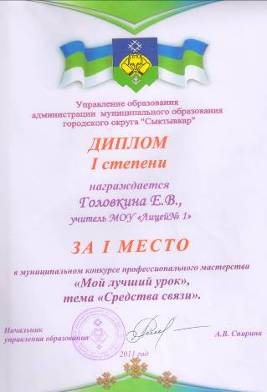 Управление образования
администрации муниципального образования
городского округа "Сыктывкар"
ДИПЛОМ
I степени
награждается
Головкина Е.В.,
учитель МОУ «Лицей№ 1»
ЗА I МЕСТО
в муниципальном конкурсе профессионального мастерства
«Мой лучший урок»,
тема «Средства связи».
Начальник
управления образования
А.В. Свирина
2011 год